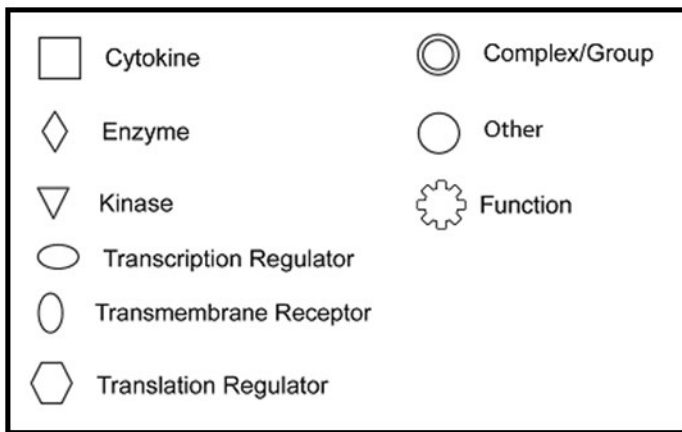 Cytokine
Enzyme
Kinase
Transcription Regulator
Transmembrane Receptor
Translation Regulator
Complex/Group
Other
Function